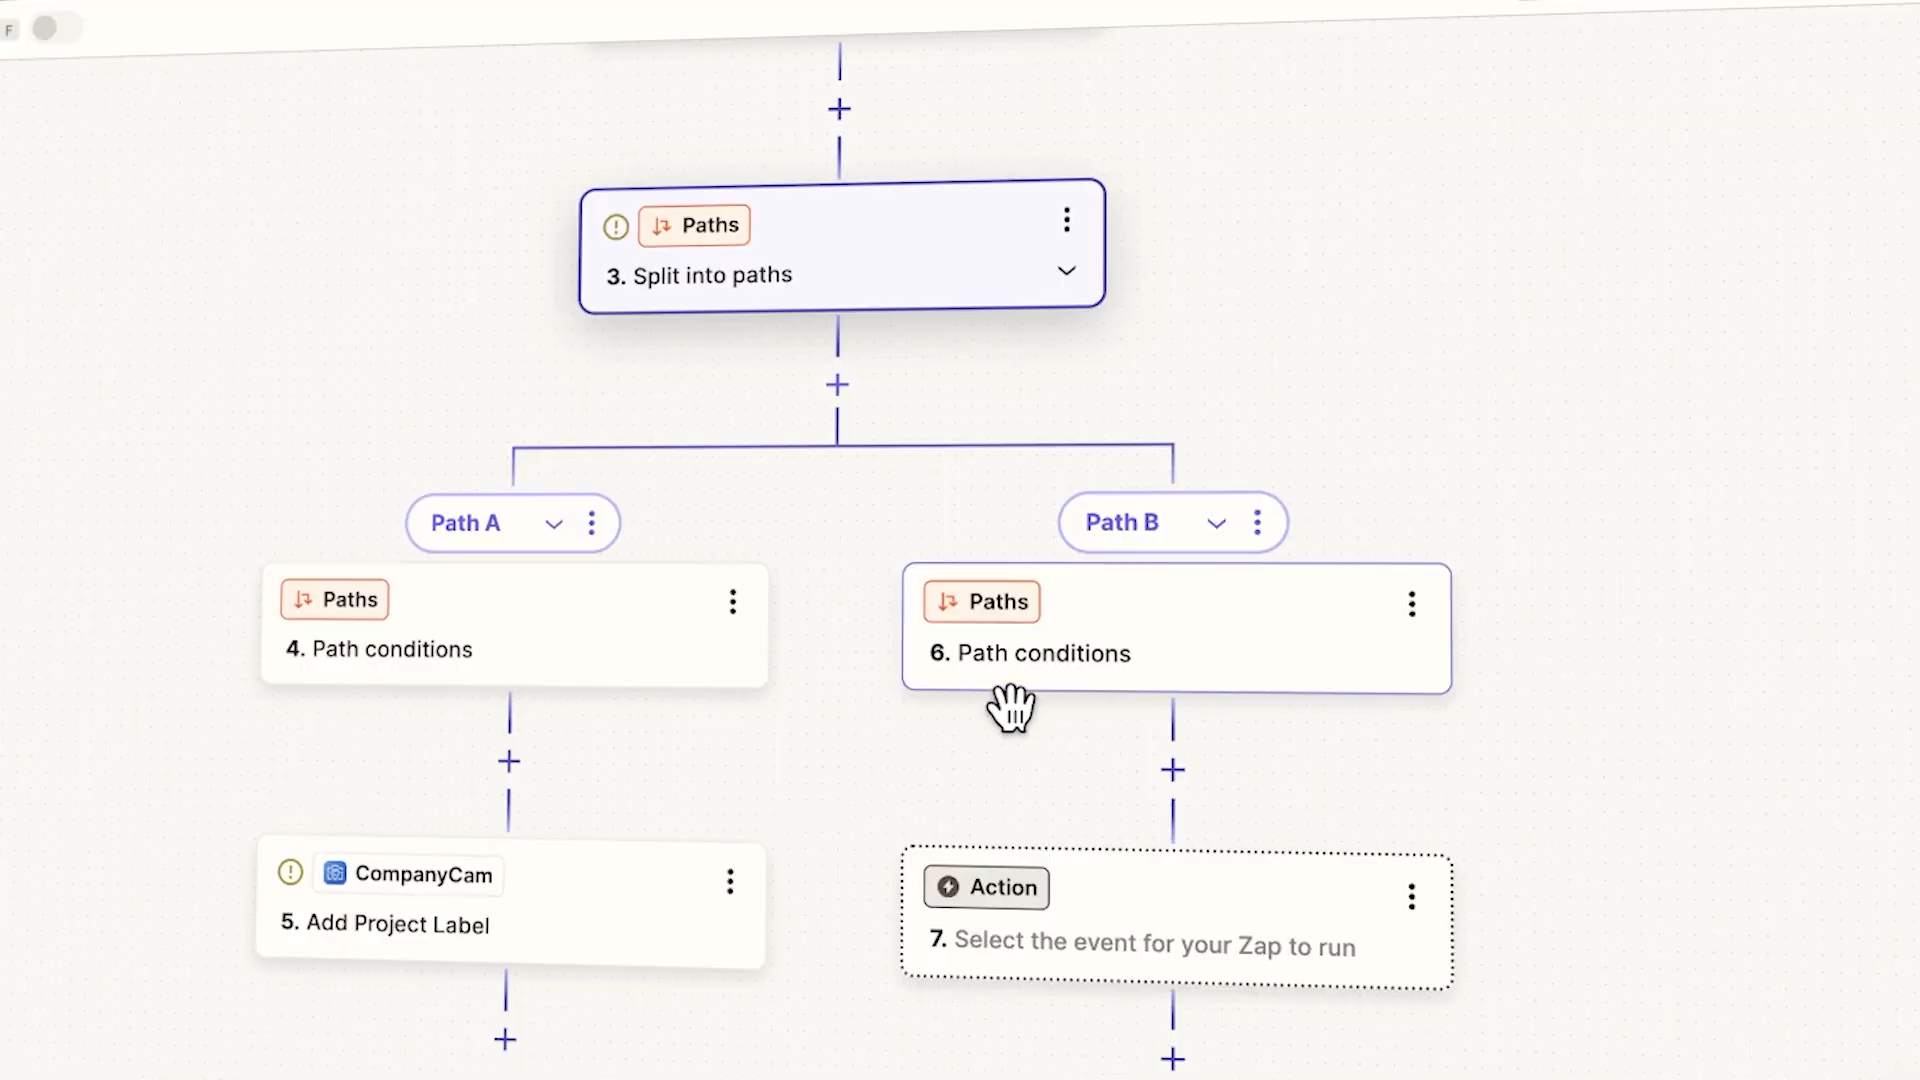 F
Paths
3. Split into paths
Path A
Path B
Paths
4. Path conditions
Paths
6. Path conditions
CompanyCam
5. Add Project Label
Action
7. Select the event for your Zap to run